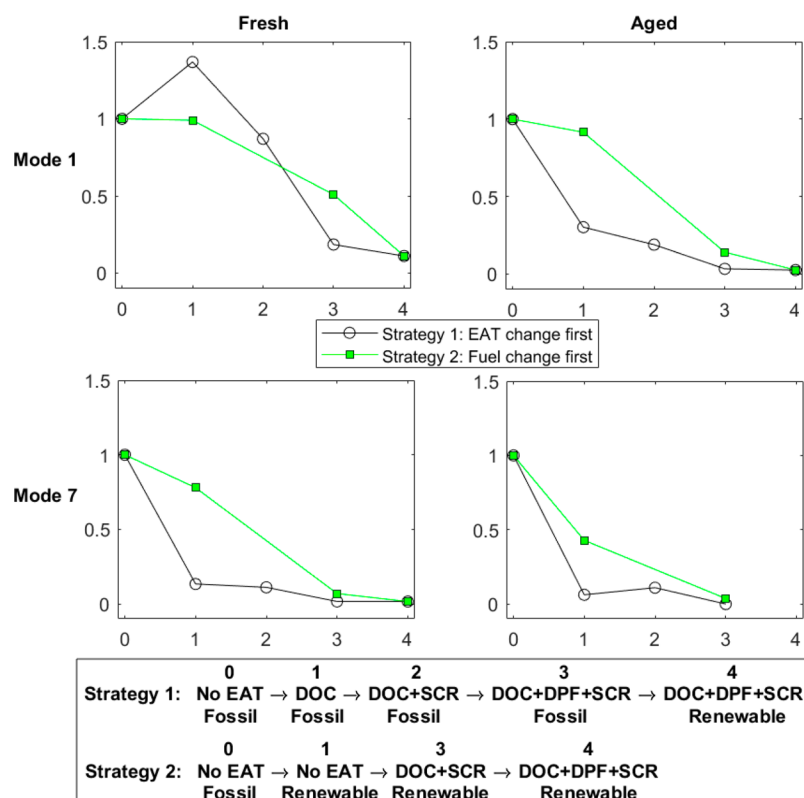 Fresh
Aged
Mode 1
1.5
1
0.5
0
0 1 2 3 4
1.5
1
0.5
0
0 1 2 3 4
Strategy 1: EAT change first
Strategy 2: Fuel change first
Mode 7
1.5
1
0.5
0
0 1 2 3 4
1.5
1
0.5
0
0 1 2 3 4
0 1 2 3 4
Strategy 1: No EAT → DOC → DOC+SCR → DOC+DPF+SCR → DOC+DPF+SCR
Fossil Fossil Fossil Fossil Renewable
0 1 3 4
Strategy 2: No EAT → No EAT → DOC+SCR → DOC+DPF+SCR
Fossil Renewable Renewable Renewable